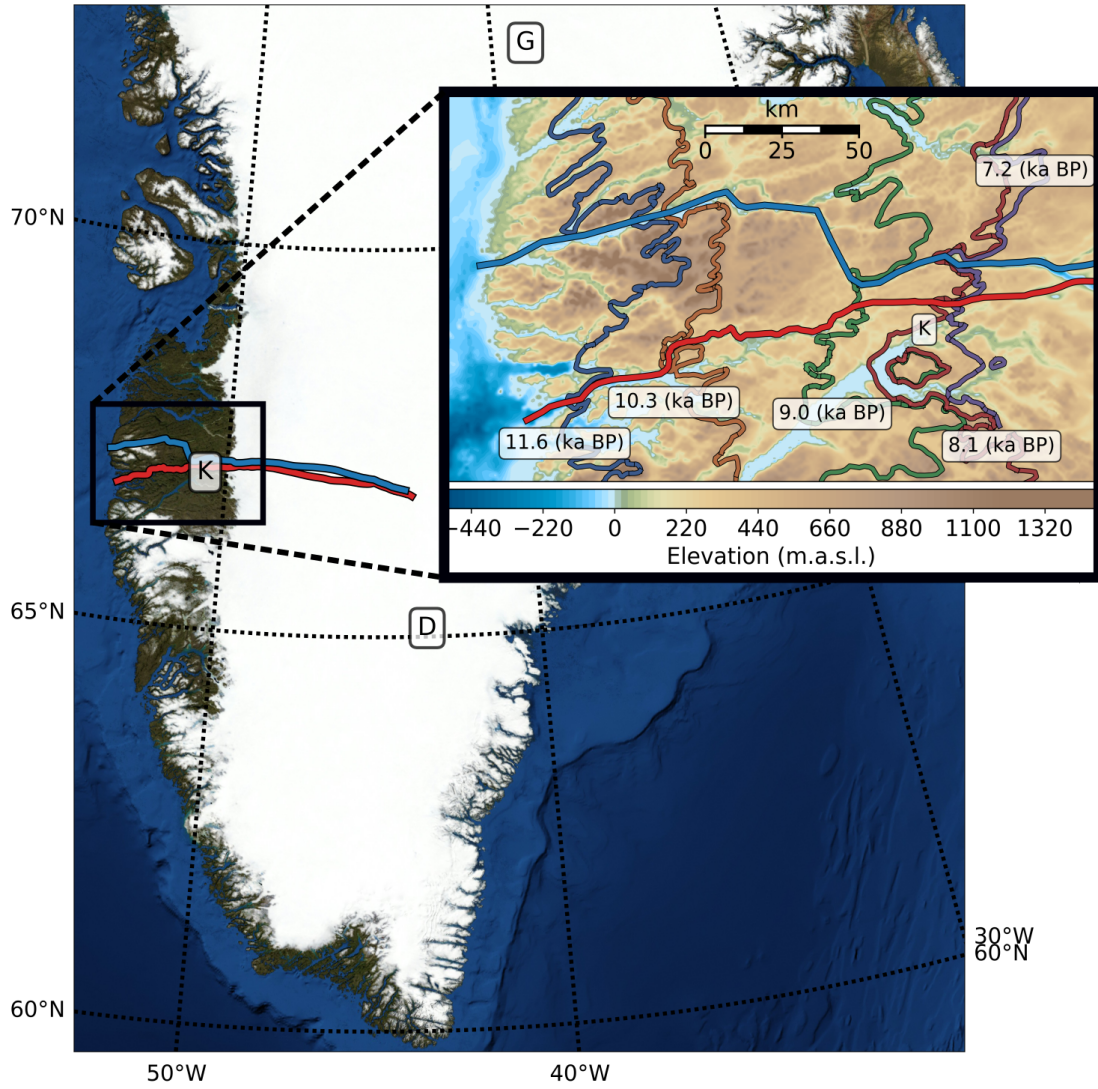 G
km
0 25 50
7.2 (ka BP)
70°N
K
10.3 (ka BP)
9.0 (ka BP)
11.6 (ka BP)
8.1 (ka BP)
K
−440 −220 0 220 440 660 880 1100 1320
Elevation (m.a.s.l.)
65°N
D
30°W
60°N
60°N
50°W
40°W